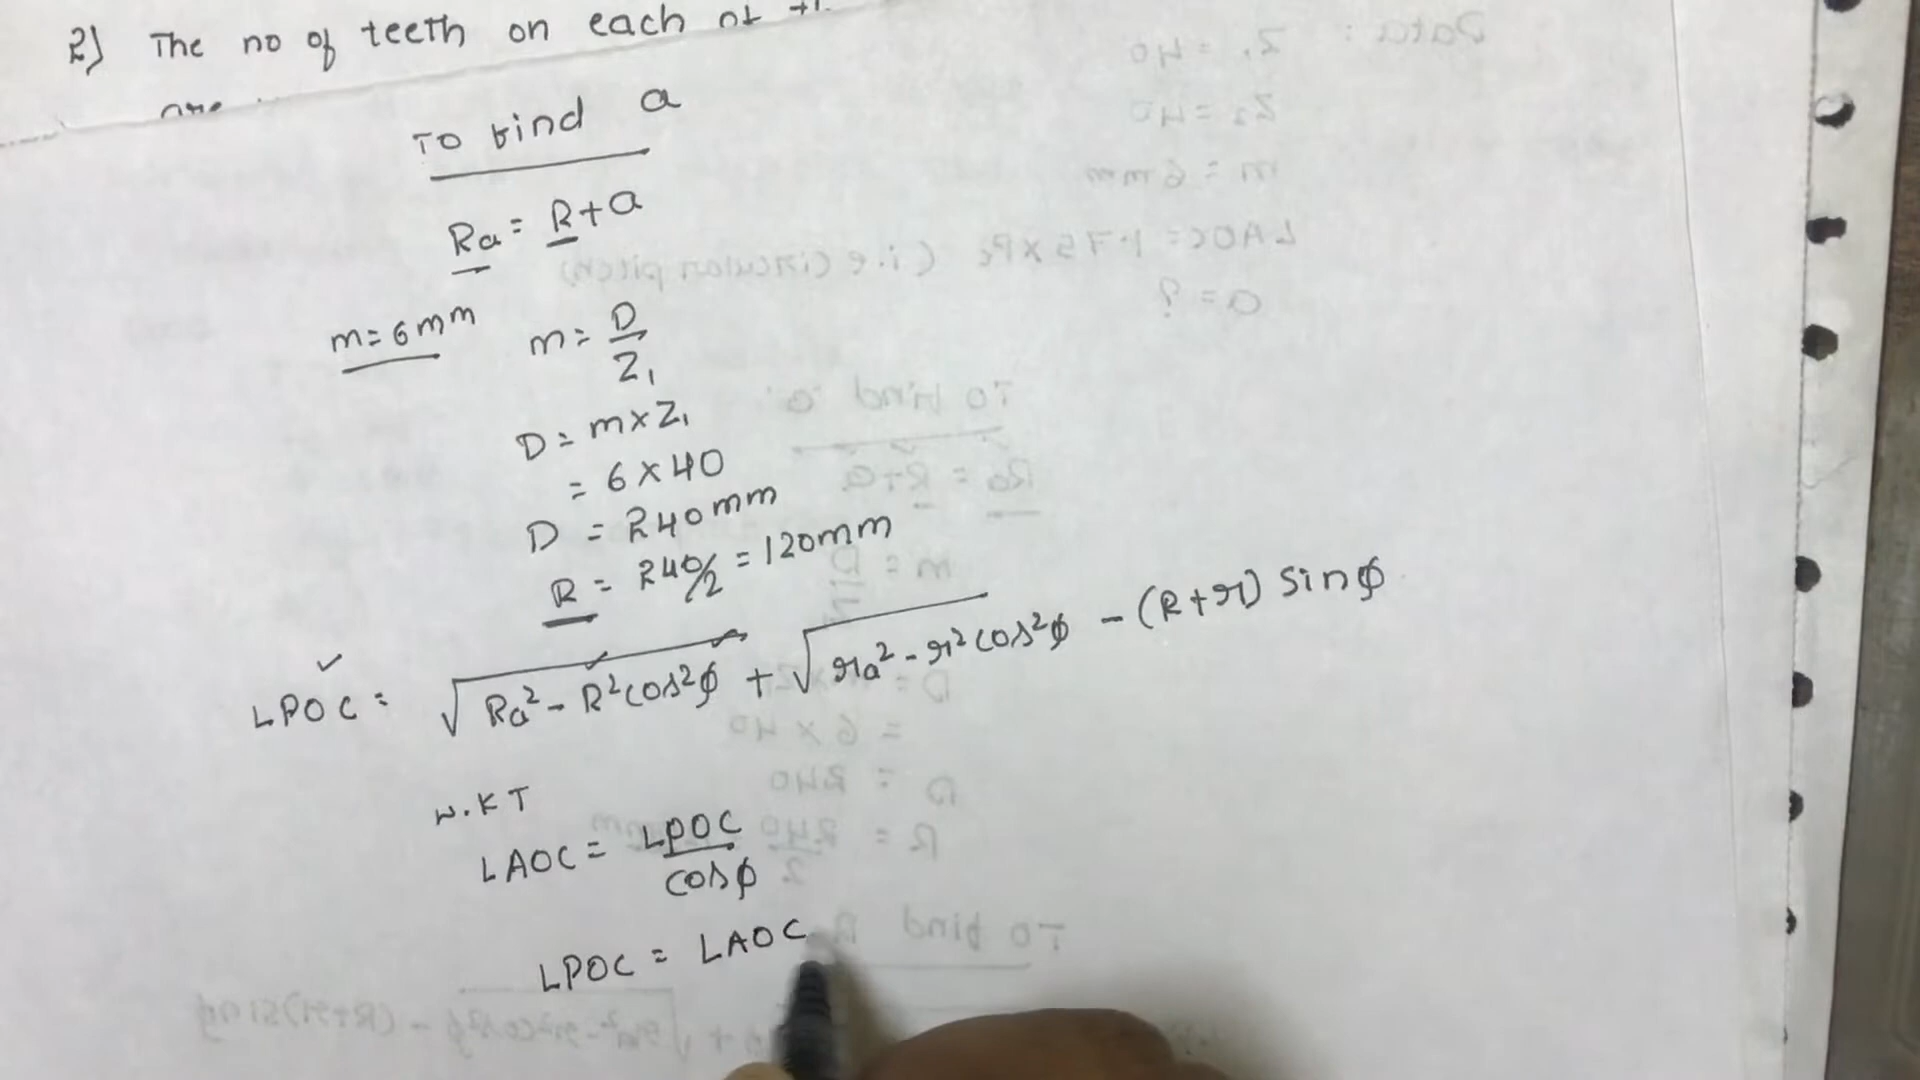 2) The no of teeth on each of
To find a
Ra = R+a
m=6mm m= D/Z1
D= m×Z1
= 6×40
D = 240mm
R = 240/2 = 120mm
LPOC= √Ra²-R²cos²φ + √ra²-r²cos²φ - (R+r) sinφ
W.K.T
LAOC= LPOC/cosφ
LPOC = LAOC